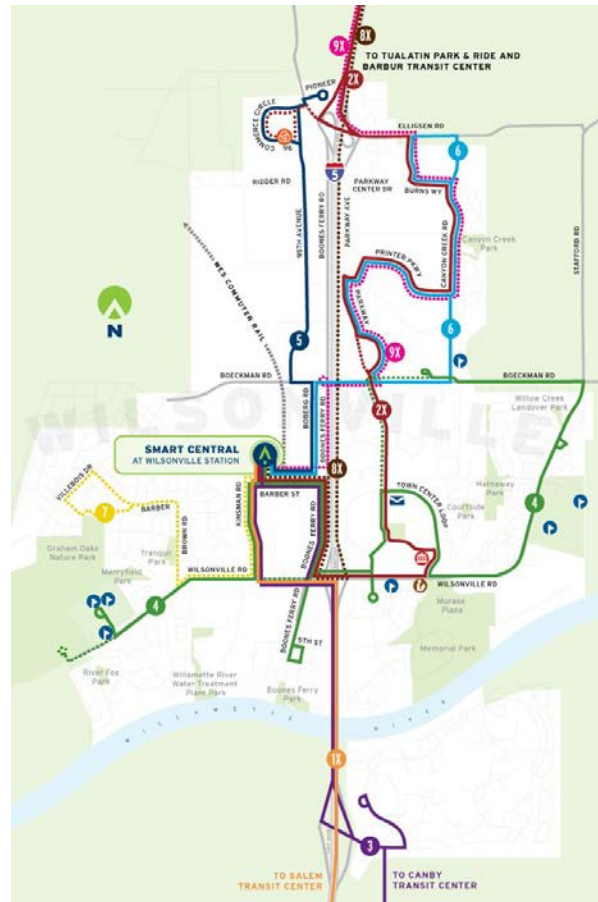 9X
8X
TO TUALATIN PARK & RIDE AND
BARBUR TRANSIT CENTER
2X
PIONEER
COMMERCE CIRCLE
95
ELLIGSEN RD
6
5
RIDDER RD
PARKWAY
CENTER DR
BURNS WY
BOONES FERRY RD
PARKWAY AVE
95TH AVENUE
CANYON CREEK RD
STAFFORD RD
Canyon Creek
Park
PRINTER PKWY
WES COMMUTER RAIL
PARKWAY
N
5
6
9X
BOECKMAN RD
BOECKMAN RD
2X
Willow Creek
Landover Park
BOBERG RD
BOONES FERRY RD
WILSONVILLE
SMART CENTRAL
AT WILSONVILLE STATION
8X
VILLEBOIS DR
7
BARBER
KINSMAN RD
BARBER ST
TOWN CENTER
LOOP
Hathaway
Park
4
Courtside
Park
BROWN RD
BOONES FERRY RD
Graham Oaks
Nature Park
Tranquil
Park
Merryfield
Park
WILSONVILLE RD
WILSONVILLE RD
4
Murase
Plaza
BOONES FERRY RD
5TH ST
Memorial Park
River Fox
Park
Willamette River
Water Treatment
Plant Park
Boones Ferry
Park
Willamette River
1X
3
TO SALEM
TRANSIT CENTER
TO CANBY
TRANSIT CENTER